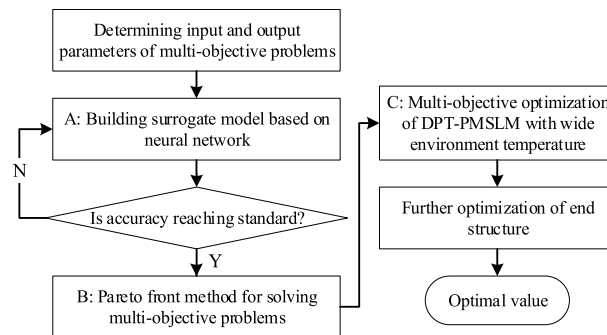 Determining input and output
parameters of multi-objective problems
A: Building surrogate model based on
neural network
N
Is accuracy reaching standard?
Y
B: Pareto front method for solving
multi-objective problems
C: Multi-objective optimization
of DPT-PMSLM with wide
environment temperature
Further optimization of end
structure
Optimal value